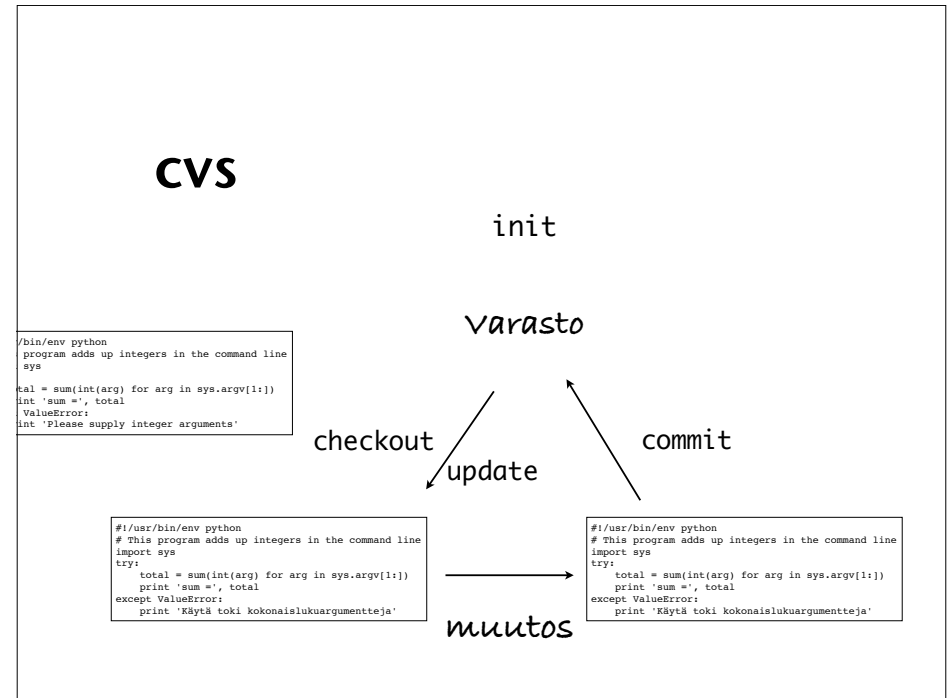 CVS
init
varasto
/bin/env python
program adds up integers in the command line
sys
tal = sum(int(arg) for arg in sys.argv[1:])
int 'sum =', total
ValueError:
int 'Please supply integer arguments'
checkout
update
commit
#!/usr/bin/env python
# This program adds up integers in the command line
import sys
try:
    total = sum(int(arg) for arg in sys.argv[1:])
    print 'sum =', total
except ValueError:
    print 'Käytä toki kokonaislukuargumentteja'
#!/usr/bin/env python
# This program adds up integers in the command line
import sys
try:
    total = sum(int(arg) for arg in sys.argv[1:])
    print 'sum =', total
except ValueError:
    print 'Käytä toki kokonaislukuargumentteja'
muutos